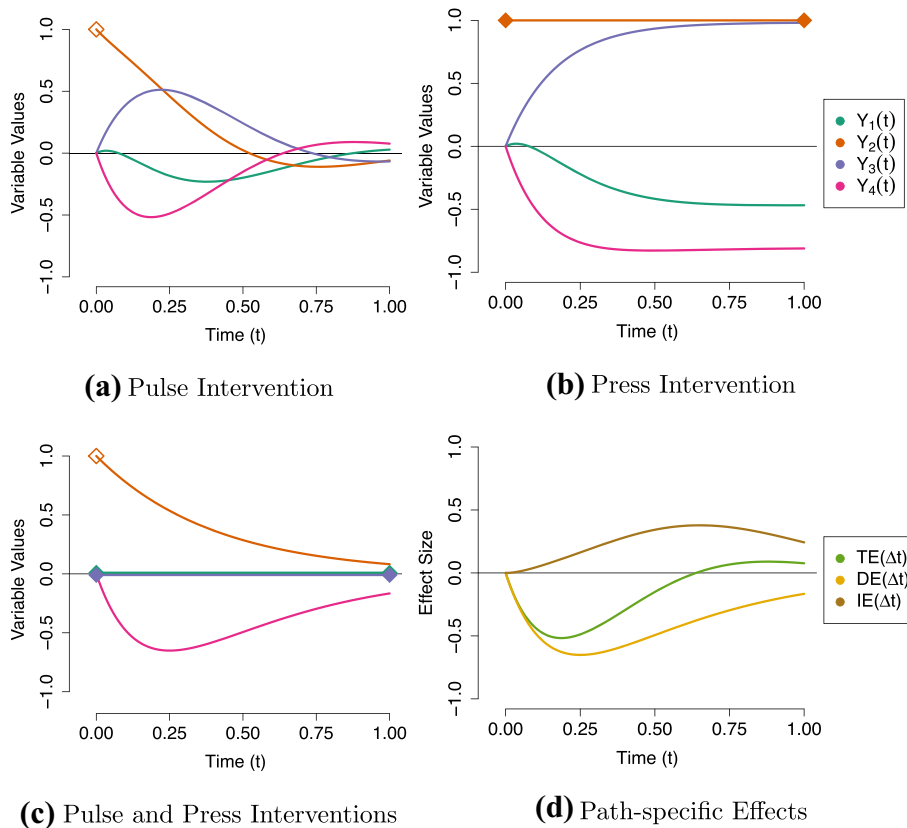 Variable Values
1.0
0.5
0.0
−0.5
−1.0
0.00 0.25 0.50 0.75 1.00
Time (t)
(a) Pulse Intervention
Variable Values
1.0
0.5
0.0
−0.5
−1.0
0.00 0.25 0.50 0.75 1.00
Time (t)
(b) Press Intervention
Y₁(t)
Y₂(t)
Y₃(t)
Y₄(t)
Variable Values
1.0
0.5
0.0
−0.5
−1.0
0.00 0.25 0.50 0.75 1.00
Time (t)
(c) Pulse and Press Interventions
Effect Size
1.0
0.5
0.0
−0.5
−1.0
0.00 0.25 0.50 0.75 1.00
Time (t)
(d) Path-specific Effects
TE(Δt)
DE(Δt)
IE(Δt)